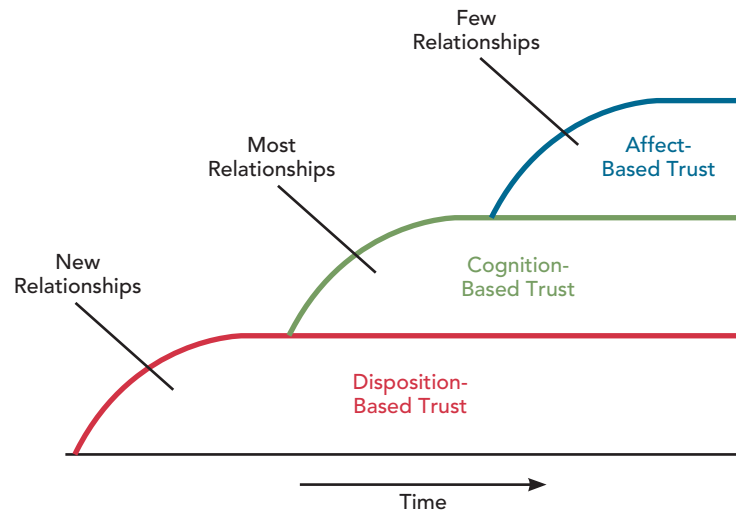 Few
Relationships
Most
Relationships
Affect-
Based Trust
New
Relationships
Cognition-
Based Trust
Disposition-
Based Trust
Time